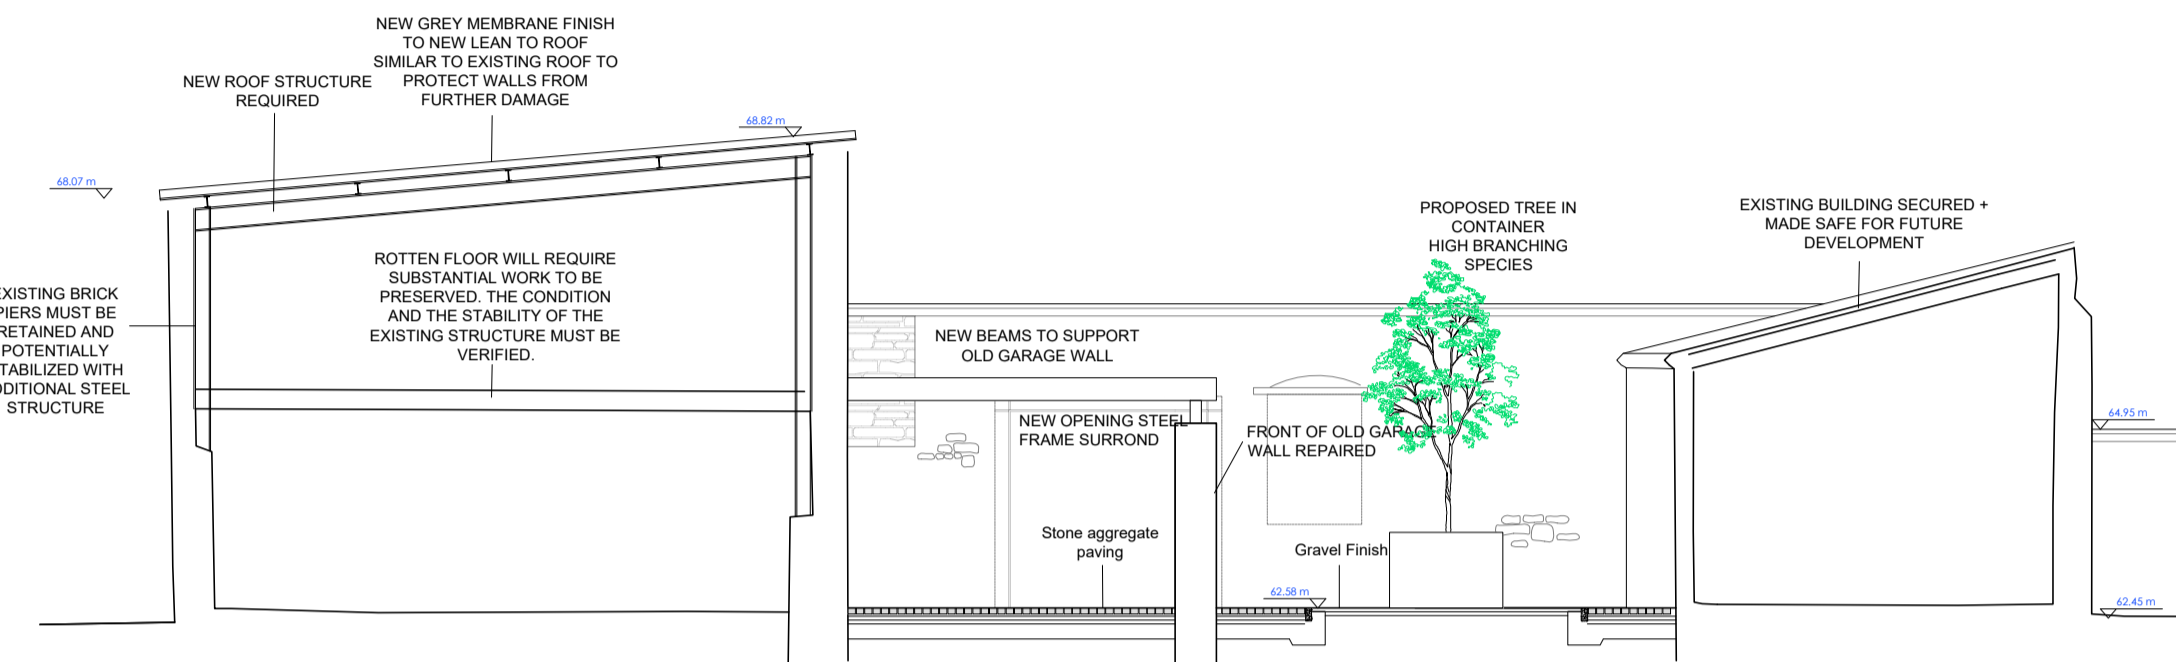 NEW GREY MEMBRANE FINISH
TO NEW LEAN TO ROOF
SIMILAR TO EXISTING ROOF TO
PROTECT WALLS FROM
FURTHER DAMAGE
NEW ROOF STRUCTURE
REQUIRED
68.82 m
68.07 m
ROTTEN FLOOR WILL REQUIRE
SUBSTANTIAL WORK TO BE
PRESERVED. THE CONDITION
AND THE STABILITY OF THE
EXISTING STRUCTURE MUST BE
VERIFIED.
EXISTING BRICK
PIERS MUST BE
RETAINED AND
POTENTIALLY
TABILIZED WITH
DDITIONAL STEEL
STRUCTURE
NEW BEAMS TO SUPPORT
OLD GARAGE WALL
NEW OPENING STEEL
FRAME SURROND
FRONT OF OLD GARAGE
WALL REPAIRED
PROPOSED TREE IN
CONTAINER
HIGH BRANCHING
SPECIES
EXISTING BUILDING SECURED +
MADE SAFE FOR FUTURE
DEVELOPMENT
Stone aggregate
paving
Gravel Finish
62.58 m
64.95 m
62.45 m